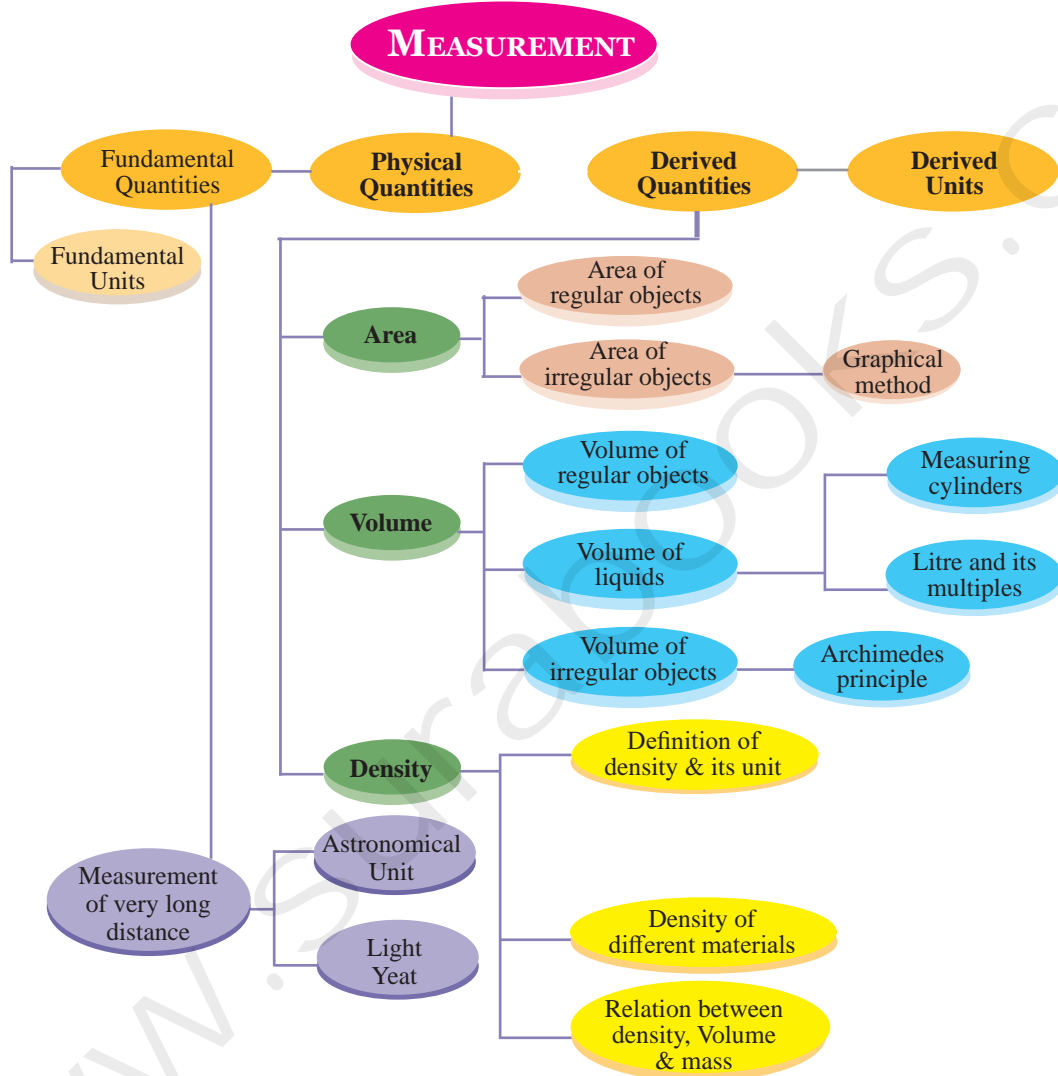 MEASUREMENT
Fundamental
Quantities
Physical
Quantities
Derived
Quantities
Derived
Units
Fundamental
Units
Area
Area of
regular objects
Area of
irregular objects
Graphical
method
Volume
Volume of
regular objects
Volume of
liquids
Measuring
cylinders
Litre and its
multiples
Volume of
irregular objects
Archimedes
principle
Density
Definition of
density & its unit
Density of
different materials
Relation between
density, Volume
& mass
Measurement
of very long
distance
Astronomical
Unit
Light
Yeat
www.surabooks.c